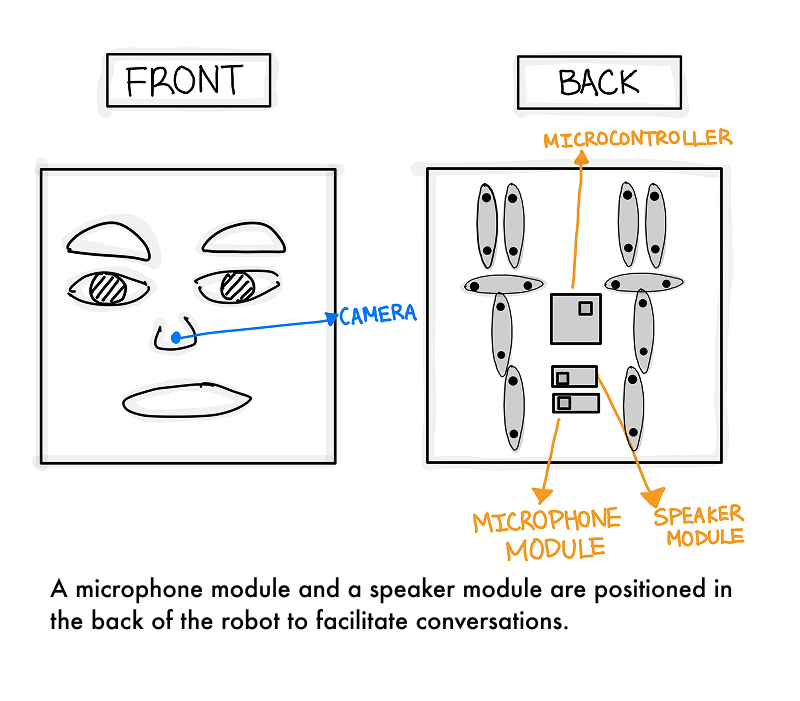 FRONT
BACK
MICROCONTROLLER
CAMERA
MICROPHONE
MODULE
SPEAKER
MODULE
A microphone module and a speaker module are positioned in
the back of the robot to facilitate conversations.